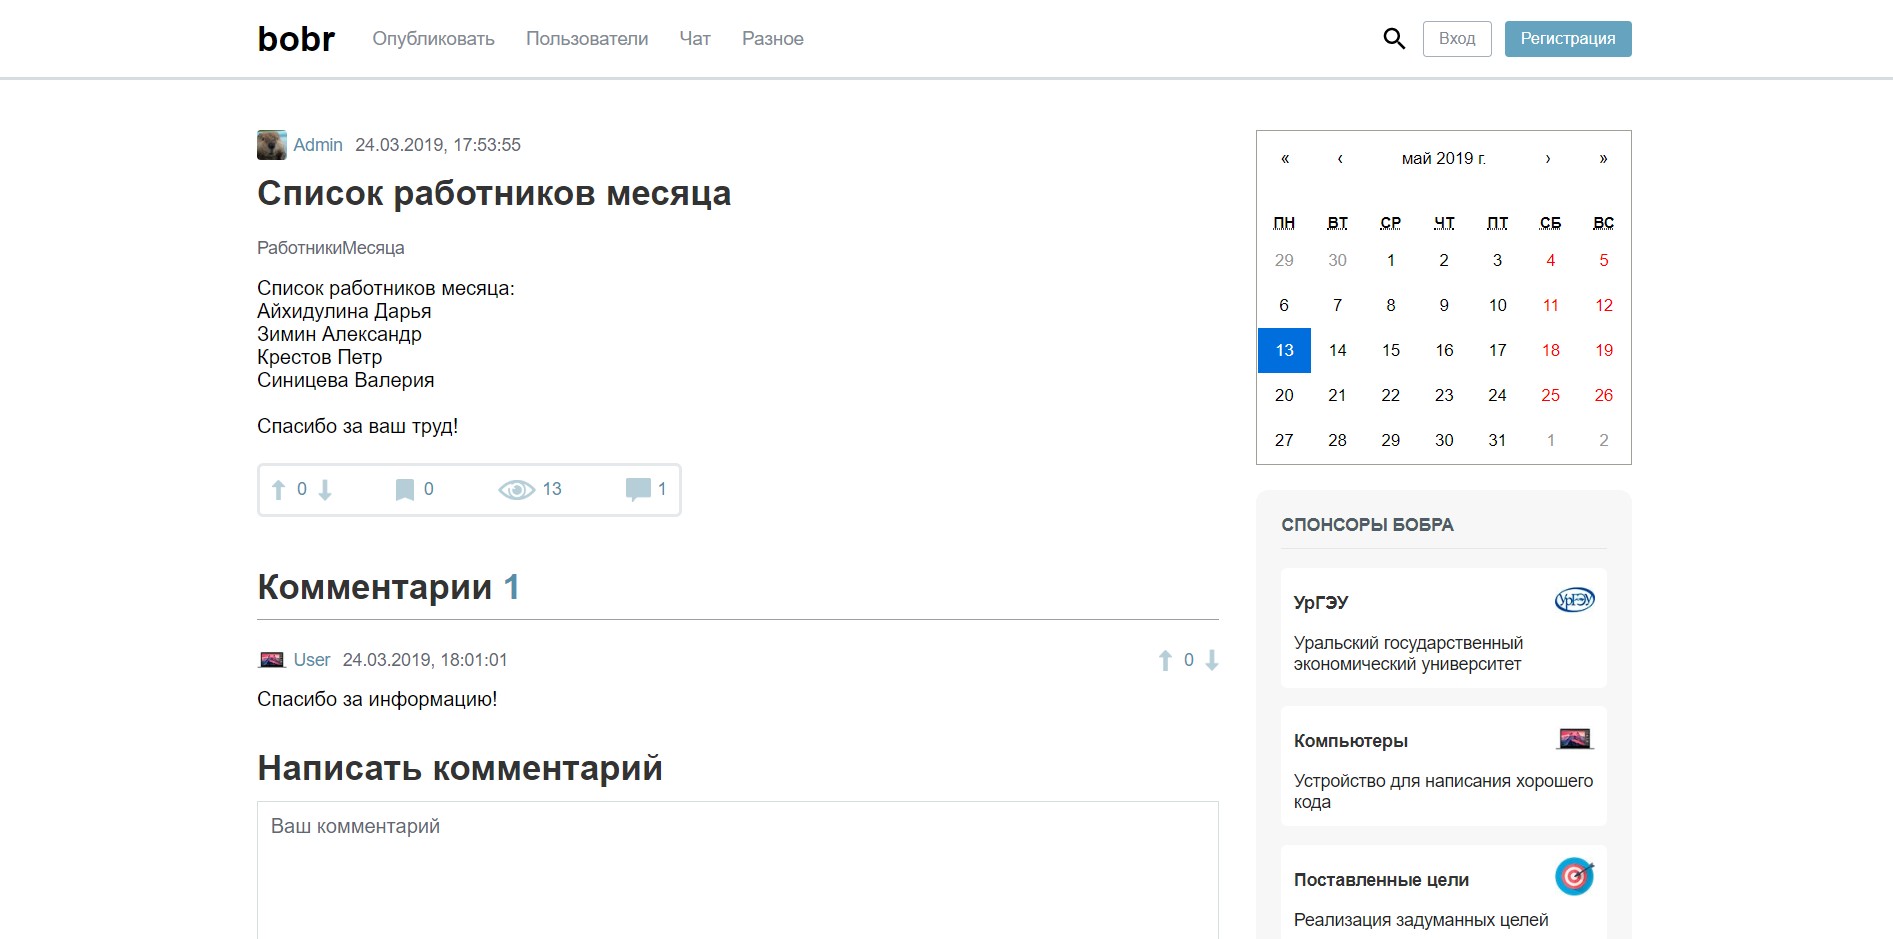 bobr Опубликовать Пользователи Чат Разное Вход Регистрация
Admin 24.03.2019, 17:53:55
Список работников месяца
РаботникиМесяца
Список работников месяца:
Айхидулина Дарья
Зимин Александр
Крестов Петр
Синицева Валерия
Спасибо за ваш труд!
0 0 13 1
Комментарии 1
User 24.03.2019, 18:01:01 0
Спасибо за информацию!
Написать комментарий
Ваш комментарий
« ‹ май 2019 г. › »
ПН ВТ СР ЧТ ПТ СБ ВС
29 30 1 2 3 4 5
6 7 8 9 10 11 12
13 14 15 16 17 18 19
20 21 22 23 24 25 26
27 28 29 30 31 1 2
СПОНСОРЫ БОБРА
УрГЭУ УрГЭУ
Уральский государственный
экономический университет
Компьютеры
Устройство для написания хорошего
кода
Поставленные цели
Реализация задуманных целей